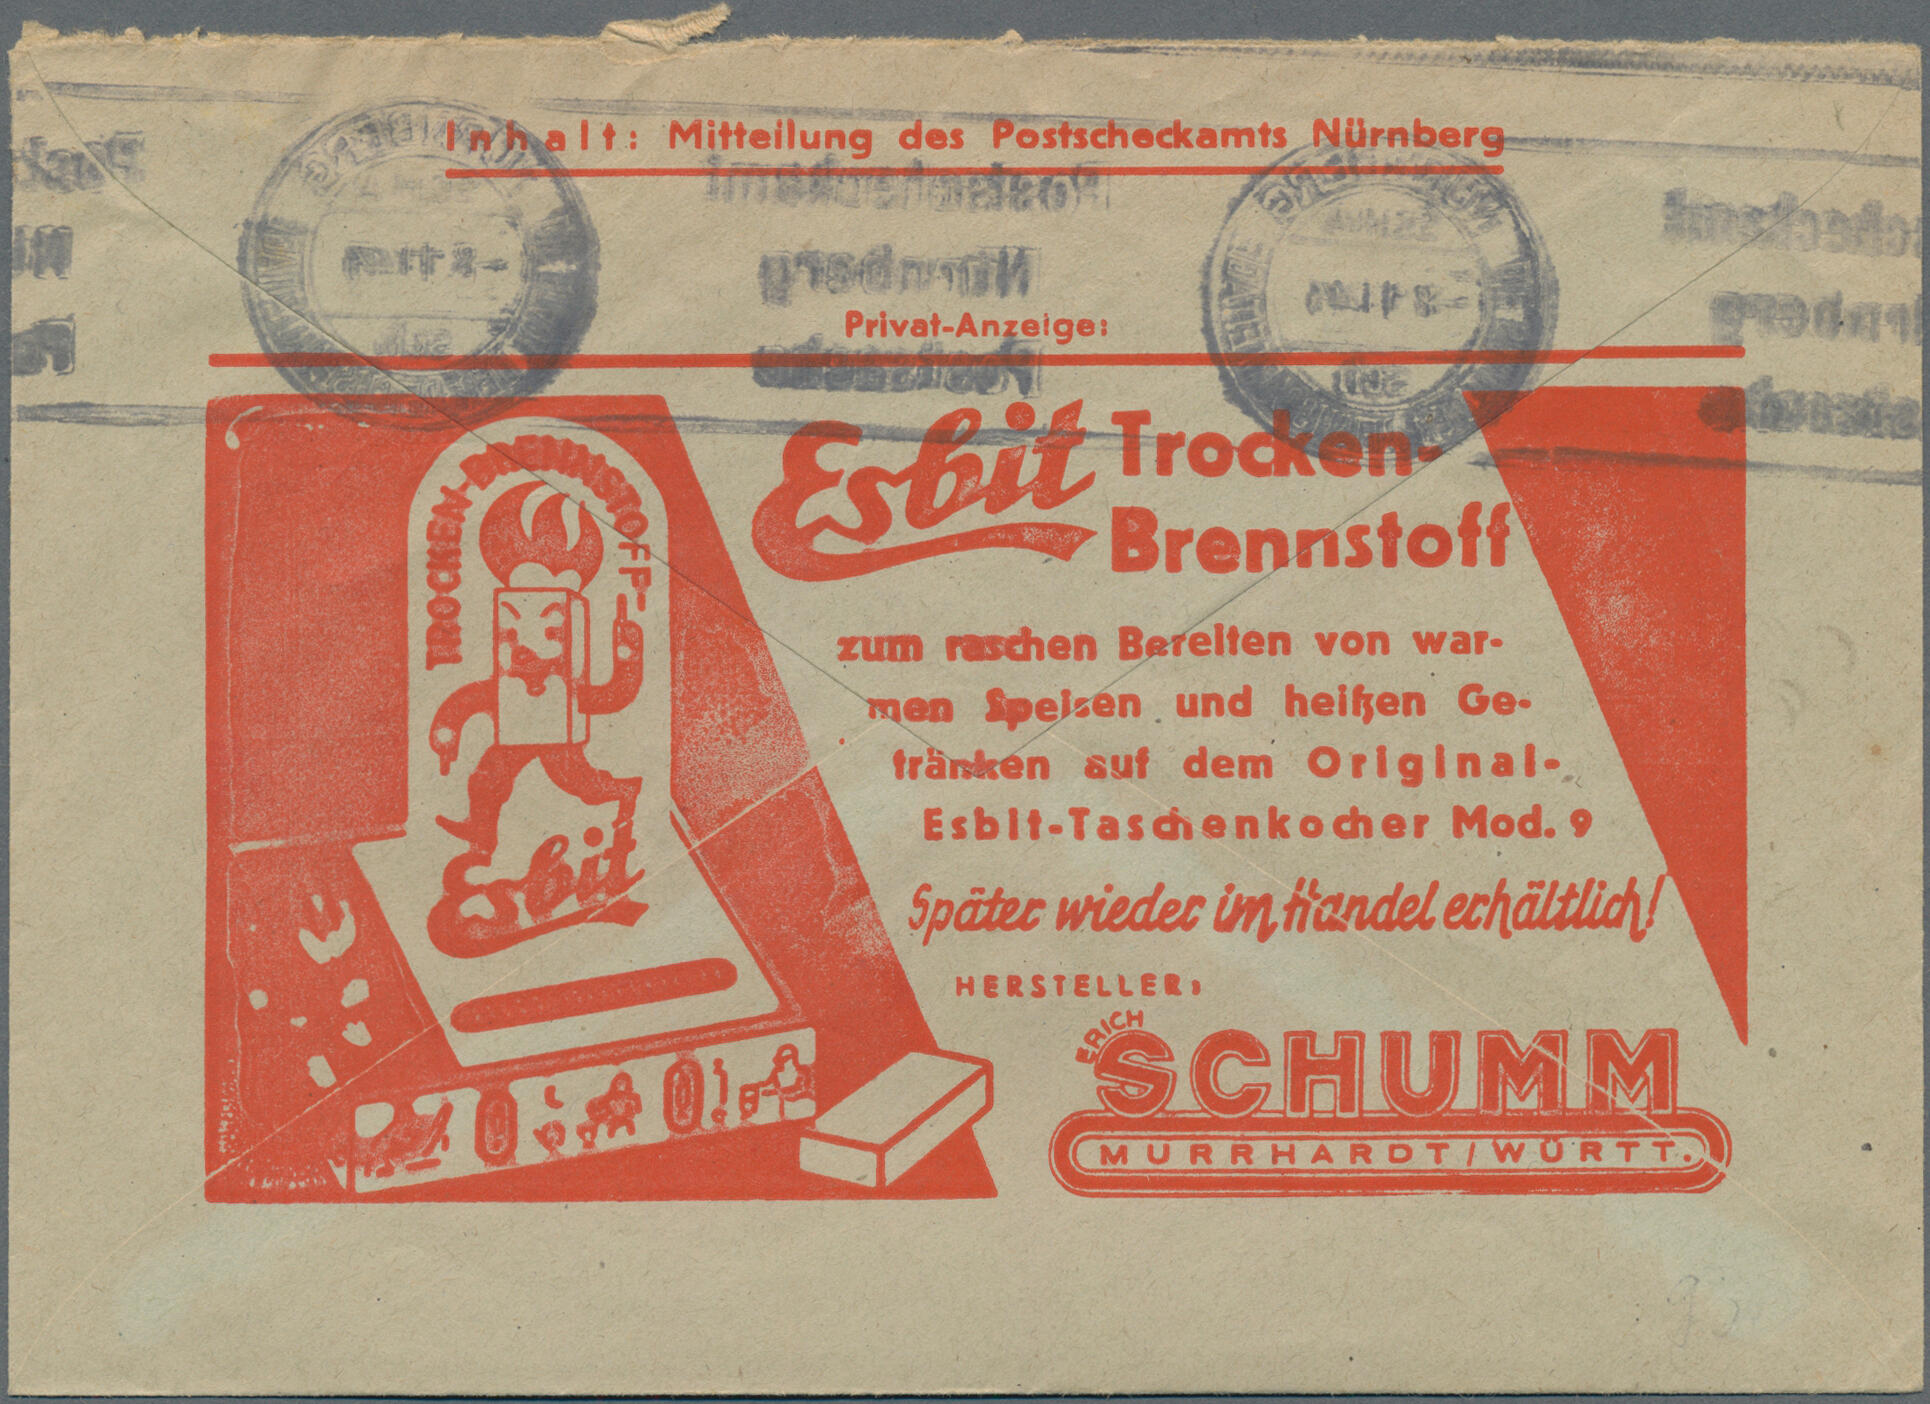 Inhalt: Mitteilung des Postscheckamts Nürnberg
Postscheckamt
Nürnberg
Privat-Anzeige:
Postsache
TROCKEN-BRENNSTOFF
Esbit
Esbit Trocken-
Brennstoff
zum raschen Bereiten von war-
men Speisen und heißen Ge-
tränken auf dem Original-
Esbit-Taschenkocher Mod. 9
Später wieder im Handel erhältlich!
HERSTELLER:
ERICH
SCHUMM
MURRHARDT/WÜRTT.